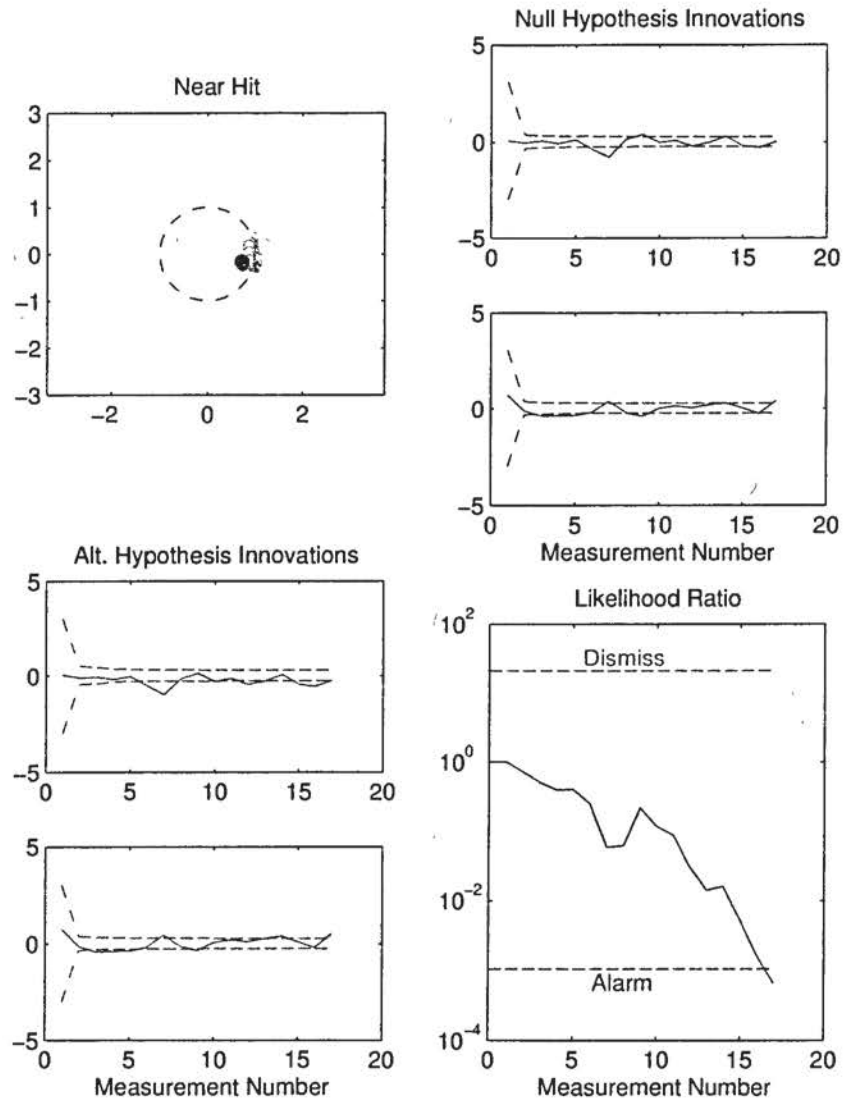 Near Hit
3
2
1
0
−1
−2
−3
−2 0 2
Null Hypothesis Innovations
5
0
−5
0 5 10 15 20
5
0
−5
0 5 10 15 20
Measurement Number
Alt. Hypothesis Innovations
5
0
−5
0 5 10 15 20
5
0
−5
0 5 10 15 20
Measurement Number
Likelihood Ratio
10^2
Dismiss
10^0
10^−2
Alarm
10^−4
0 5 10 15 20
Measurement Number